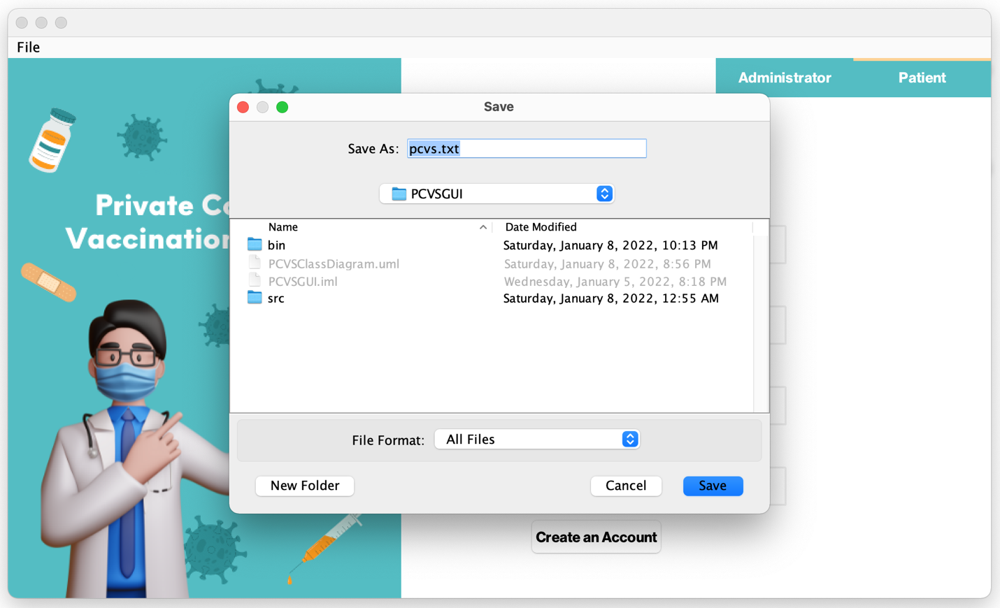 File
Administrator Patient
Save
Save As: pcvs.txt
PCVSGUI
Name Date Modified
bin Saturday, January 8, 2022, 10:13 PM
PCVSClassDiagram.uml Saturday, January 8, 2022, 8:56 PM
PCVSGUI.iml Wednesday, January 5, 2022, 8:18 PM
src Saturday, January 8, 2022, 12:55 AM
File Format: All Files
New Folder Cancel Save
Private
Vaccination
Create an Account